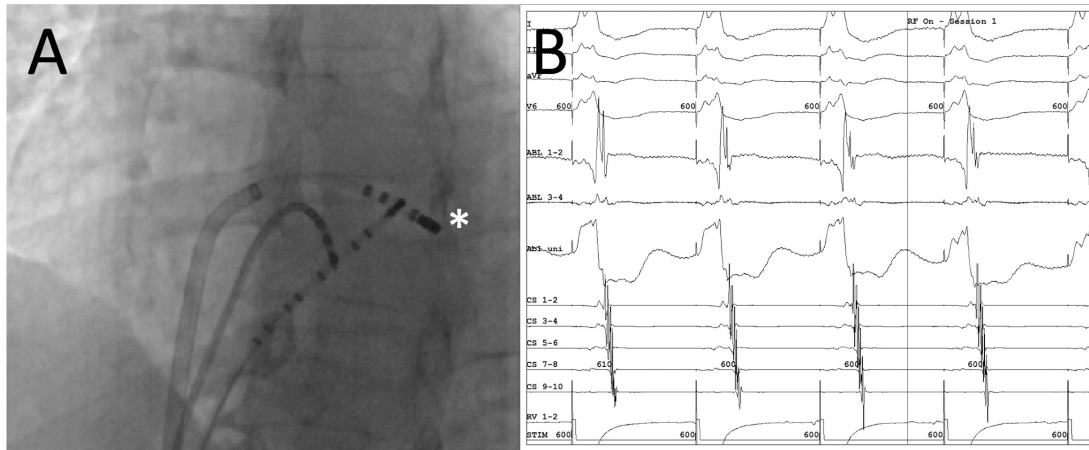 A
*
B
RF On - Session 1
I
II
aVF
V6
600 600 600 600
ABL 1-2
ABL 3-4
Abl uni
CS 1-2
CS 3-4
CS 5-6
CS 7-8
610 600 600 600
CS 9-10
RV 1-2
STIM 600 600 600 600 600